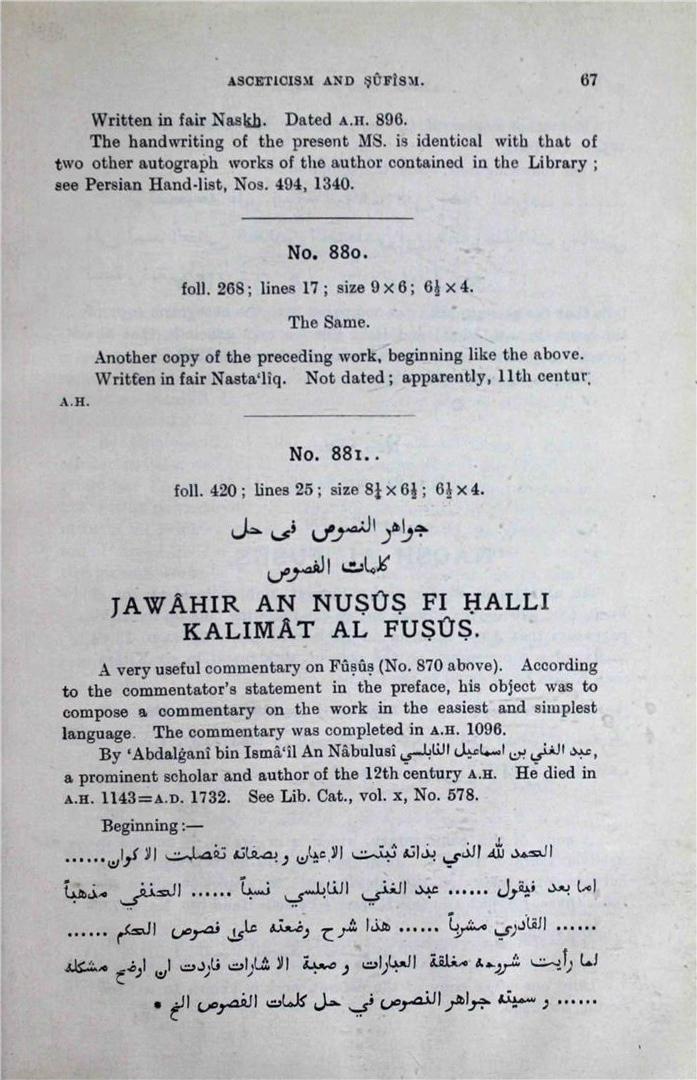 ASCETICISM AND ṢÛFÎSM. 67
Written in fair Nas͟kh. Dated A.H. 896.
The handwriting of the present MS. is identical with that of
two other autograph works of the author contained in the Library ;
see Persian Hand-list, Nos. 494, 1340.
No. 880.
foll. 268 ; lines 17 ; size 9 × 6 ; 6½ × 4.
The Same.
Another copy of the preceding work, beginning like the above.
Written in fair Nasta‘lîq. Not dated ; apparently, 11th centur
A.H.
No. 881..
foll. 420 ; lines 25 ; size 8¼ × 6½ ; 6½ × 4.
جواهر النصوص في حل
كلمات الفصوص
JAWÂHIR AN NUṢÛṢ FI ḤALLI
KALIMÂT AL FUṢÛṢ.
A very useful commentary on Fûṣûṣ (No. 870 above). According
to the commentator's statement in the preface, his object was to
compose a commentary on the work in the easiest and simplest
language. The commentary was completed in A.H. 1096.
By ‘Abdalġanî bin Ismâ‘îl An Nâbulusî عبد الغني بن اسماعيل النابلسي,
a prominent scholar and author of the 12th century A.H. He died in
A.H. 1143=A.D. 1732. See Lib. Cat., vol. x, No. 578.
Beginning :—
الحمد لله الذي بذاته ثبتت الاعيان و بصفاته تفصلت الاكوان......
اما بعد فيقول ...... عبد الغني النابلسي نسباً ...... الحنفي مذهباً
...... القادري مشرباً ...... هذا شرح وضعته على فصوص الحكم ......
لما رأيت شروحه مغلقة العبارات و صعبة الاشارات فاردت ان اوضح مشكله
...... و سميته جواهر النصوص في حل كلمات الفصوص الخ •